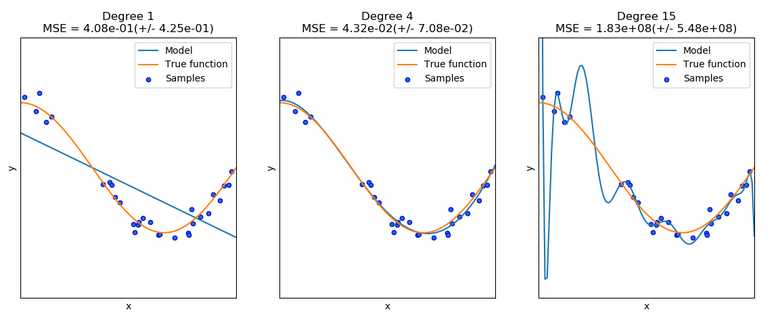 Degree 1
MSE = 4.08e-01(+/- 4.25e-01)
Model
True function
Samples
y
x
Degree 4
MSE = 4.32e-02(+/- 7.08e-02)
Model
True function
Samples
y
x
Degree 15
MSE = 1.83e+08(+/- 5.48e+08)
Model
True function
Samples
y
x